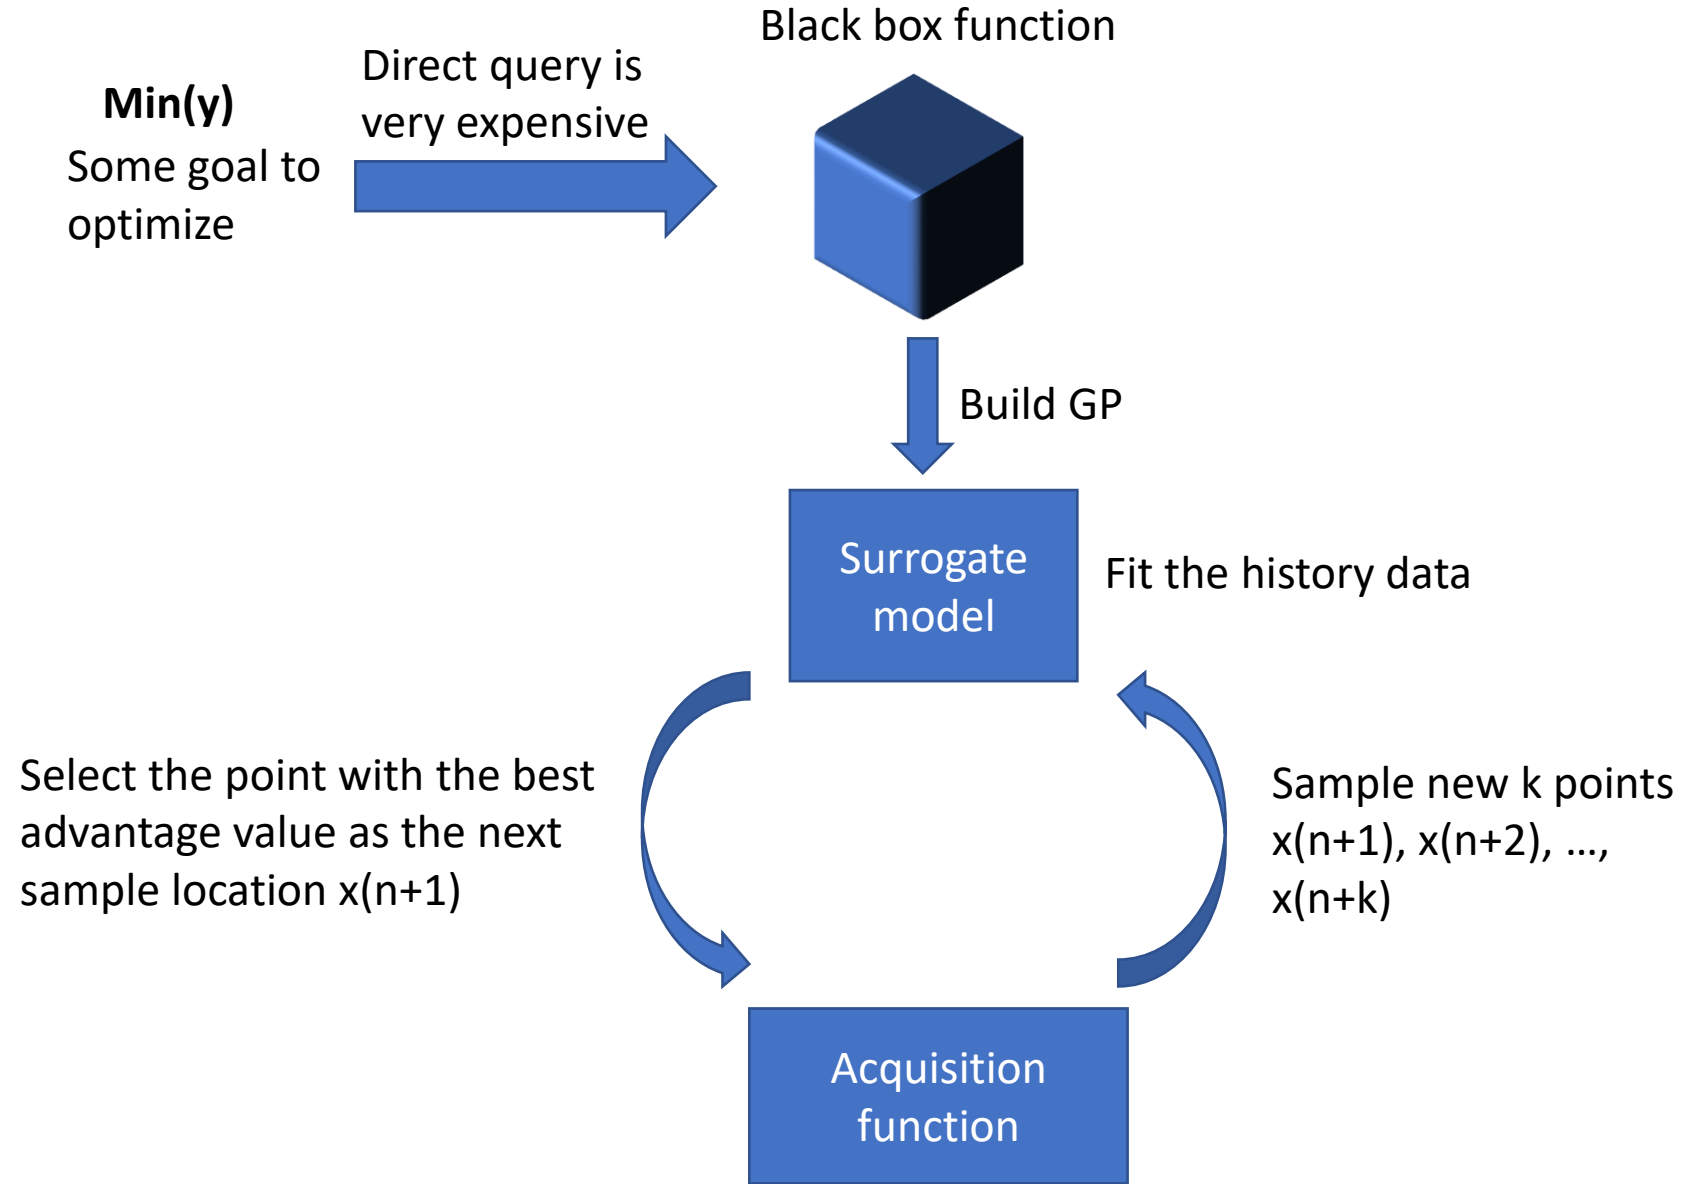 Black box function
Direct query is
very expensive
Min(y)
Some goal to
optimize
Build GP
Surrogate
model
Fit the history data
Select the point with the best
advantage value as the next
sample location x(n+1)
Sample new k points
x(n+1), x(n+2), …,
x(n+k)
Acquisition
function